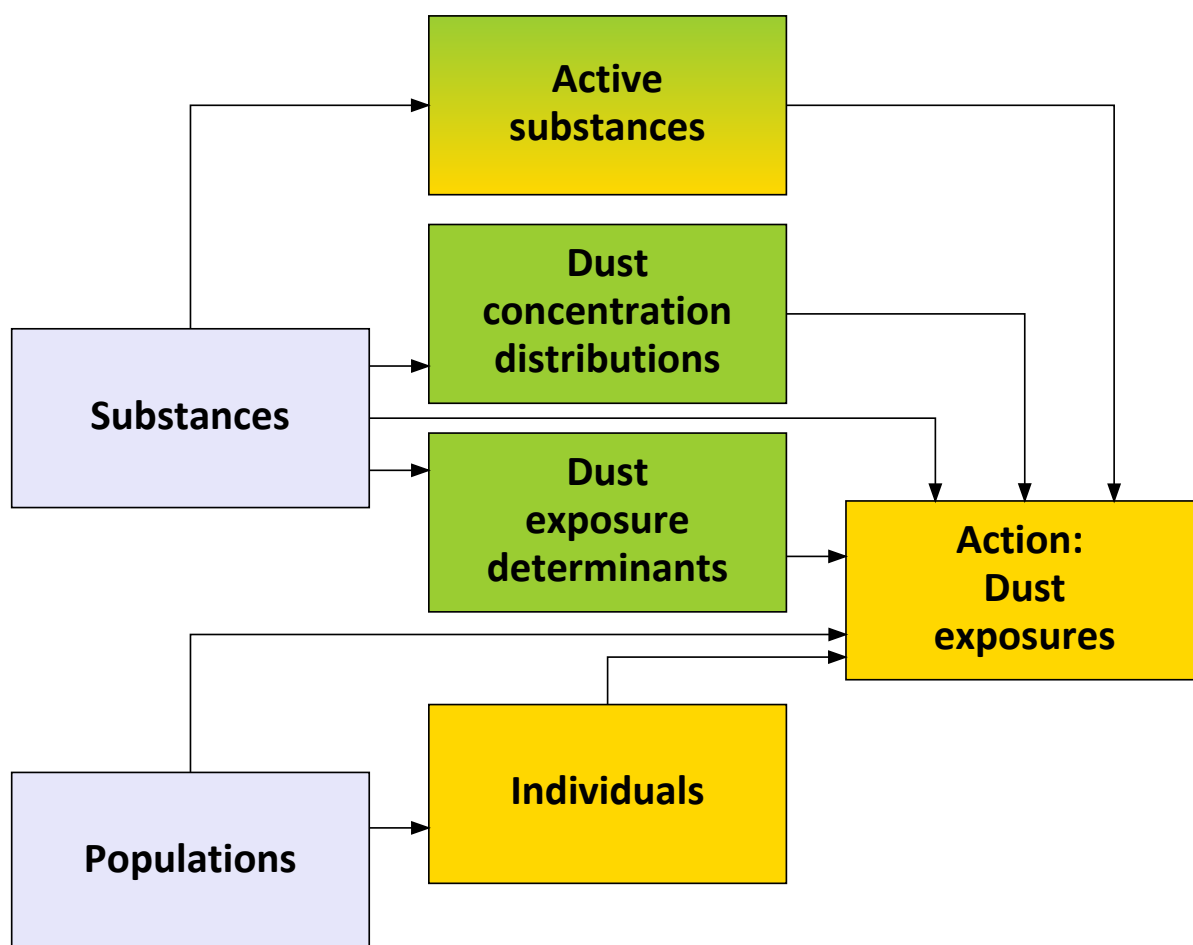 Active
substances
Dust
concentration
distributions
Substances
Dust
exposure
determinants
Action:
Dust
exposures
Individuals
Populations